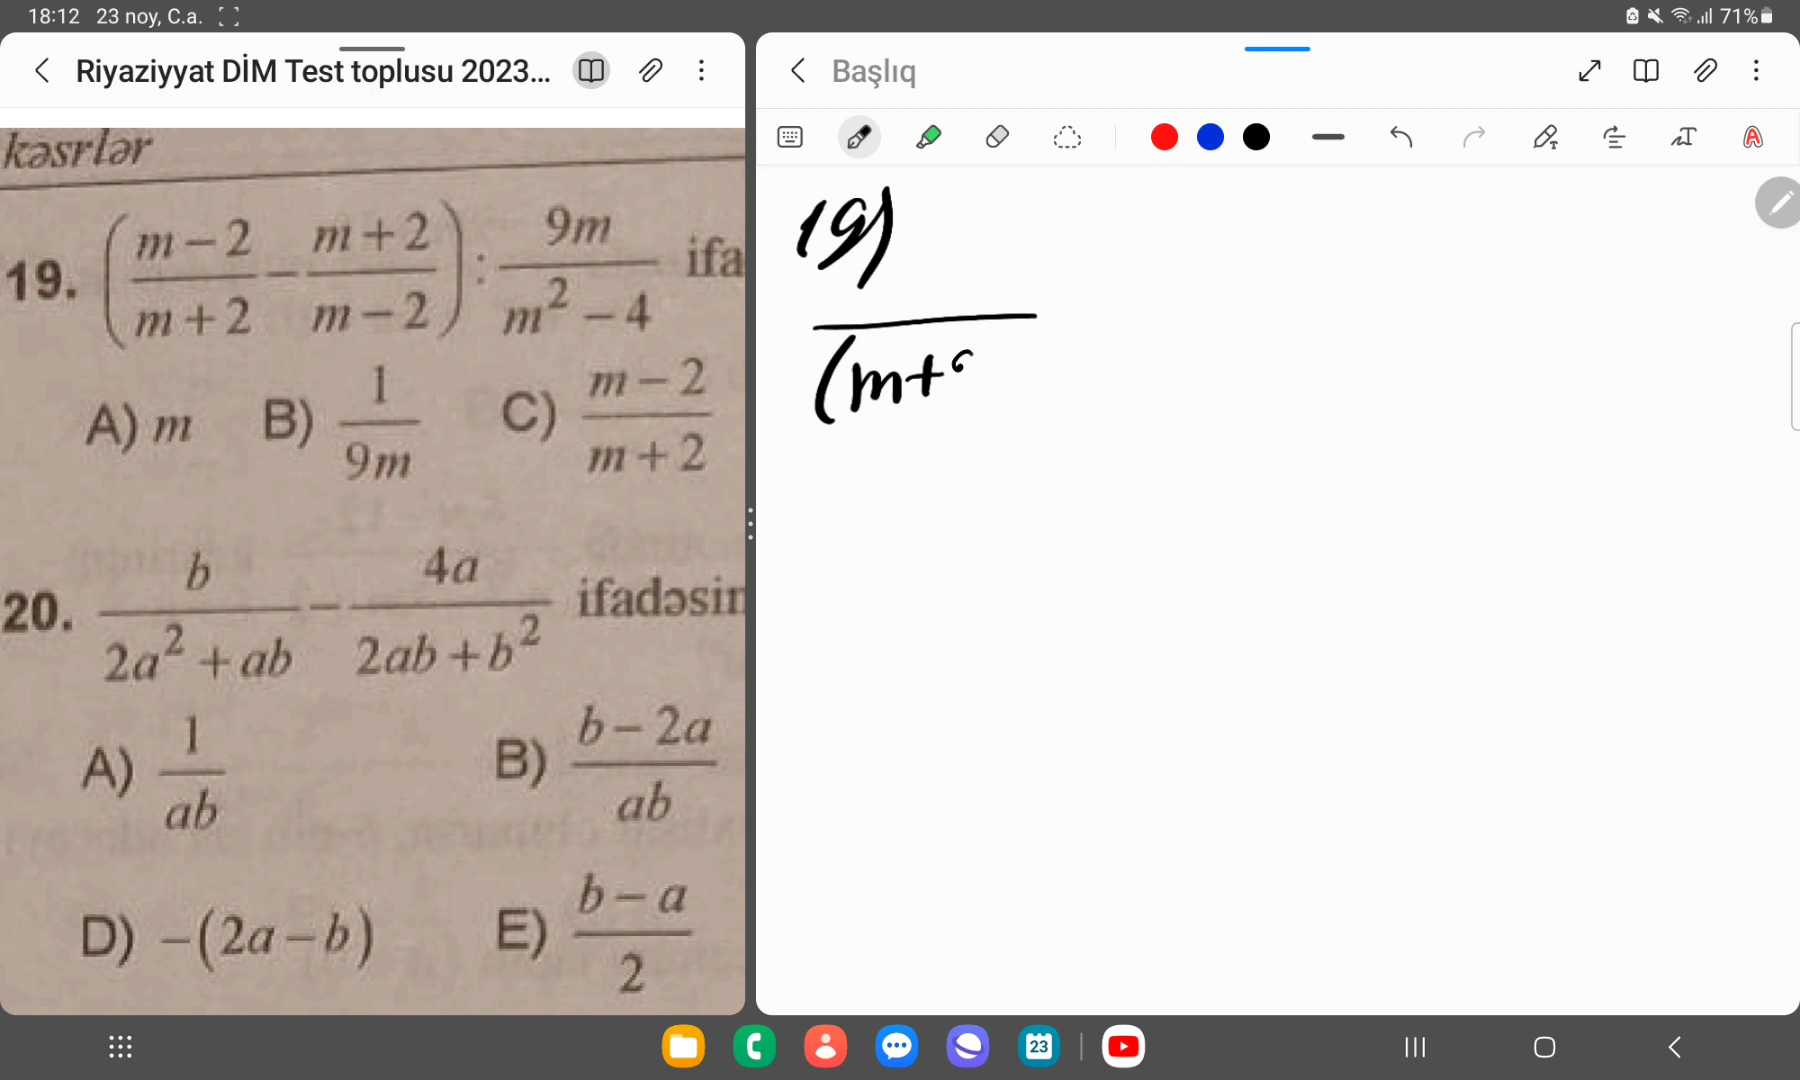 18:12 23 noy, C.a. 71%
Riyaziyyat DİM Test toplusu 2023...
Başlıq
kəsrlər
19. ( (m − 2)/(m + 2) − (m + 2)/(m − 2) ) : 9m/(m² − 4) ifa
A) m B) 1/(9m) C) (m − 2)/(m + 2)
20. b/(2a² + ab) − 4a/(2ab + b²) ifadəsin
A) 1/(ab) B) (b − 2a)/(ab)
D) −(2a − b) E) (b − a)/2
19)
(m+
23